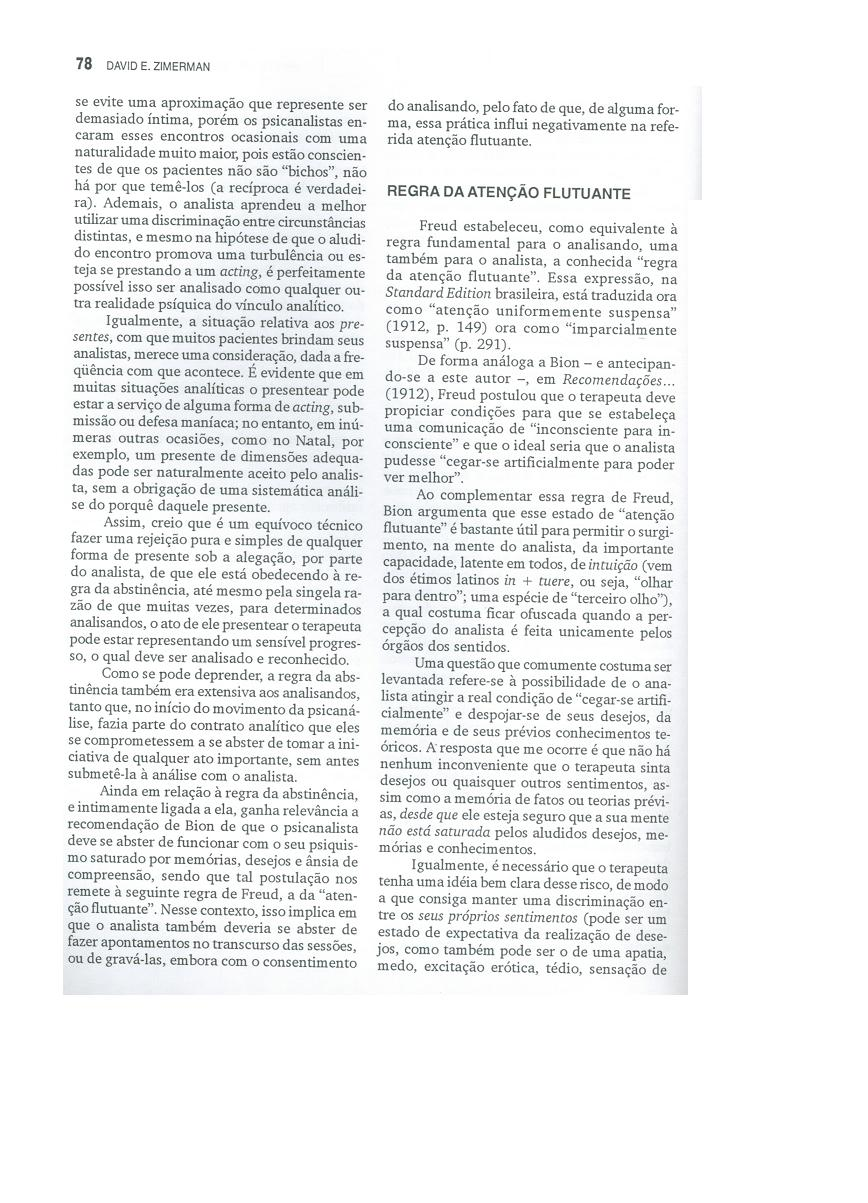 78 DAVID E. ZIMERMAN
se evite uma aproximação que represente ser
demasiado íntima, porém os psicanalistas en-
caram esses encontros ocasionais com uma
naturalidade muito maior, pois estão conscien-
tes de que os pacientes não são “bichos”, não
há por que temê-los (a recíproca é verdadei-
ra). Ademais, o analista aprendeu a melhor
utilizar uma discriminação entre circunstâncias
distintas, e mesmo na hipótese de que o aludi-
do encontro promova uma turbulência ou es-
teja se prestando a um acting, é perfeitamente
possível isso ser analisado como qualquer ou-
tra realidade psíquica do vínculo analítico.
Igualmente, a situação relativa aos pre-
sentes, com que muitos pacientes brindam seus
analistas, merece uma consideração, dada a fre-
qüência com que acontece. É evidente que em
muitas situações analíticas o presentear pode
estar a serviço de alguma forma de acting, sub-
missão ou defesa maníaca; no entanto, em inú-
meras outras ocasiões, como no Natal, por
exemplo, um presente de dimensões adequa-
das pode ser naturalmente aceito pelo analis-
ta, sem a obrigação de uma sistemática análi-
se do porquê daquele presente.
Assim, creio que é um equívoco técnico
fazer uma rejeição pura e simples de qualquer
forma de presente sob a alegação, por parte
do analista, de que ele está obedecendo à re-
gra da abstinência, até mesmo pela singela ra-
zão de que muitas vezes, para determinados
analisandos, o ato de ele presentear o terapeuta
pode estar representando um sensível progres-
so, o qual deve ser analisado e reconhecido.
Como se pode deprender, a regra da abs-
tinência também era extensiva aos analisandos,
tanto que, no início do movimento da psicaná-
lise, fazia parte do contrato analítico que eles
se comprometessem a se abster de tomar a ini-
ciativa de qualquer ato importante, sem antes
submetê-la à análise com o analista.
Ainda em relação à regra da abstinência,
e intimamente ligada a ela, ganha relevância a
recomendação de Bion de que o psicanalista
deve se abster de funcionar com o seu psiquis-
mo saturado por memórias, desejos e ânsia de
compreensão, sendo que tal postulação nos
remete à seguinte regra de Freud, a da “aten-
ção flutuante”. Nesse contexto, isso implica em
que o analista também deveria se abster de
fazer apontamentos no transcurso das sessões,
ou de gravá-las, embora com o consentimento
do analisando, pelo fato de que, de alguma for-
ma, essa prática influi negativamente na refe-
rida atenção flutuante.
REGRA DA ATENÇÃO FLUTUANTE
Freud estabeleceu, como equivalente à
regra fundamental para o analisando, uma
também para o analista, a conhecida “regra
da atenção flutuante”. Essa expressão, na
Standard Edition brasileira, está traduzida ora
como “atenção uniformemente suspensa”
(1912, p. 149) ora como “imparcialmente
suspensa” (p. 291).
De forma análoga a Bion – e antecipan-
do-se a este autor –, em Recomendações...
(1912), Freud postulou que o terapeuta deve
propiciar condições para que se estabeleça
uma comunicação de “inconsciente para in-
consciente” e que o ideal seria que o analista
pudesse “cegar-se artificialmente para poder
ver melhor”.
Ao complementar essa regra de Freud,
Bion argumenta que esse estado de “atenção
flutuante” é bastante útil para permitir o surgi-
mento, na mente do analista, da importante
capacidade, latente em todos, de intuição (vem
dos étimos latinos in + tuere, ou seja, “olhar
para dentro”; uma espécie de “terceiro olho”),
a qual costuma ficar ofuscada quando a per-
cepção do analista é feita unicamente pelos
órgãos dos sentidos.
Uma questão que comumente costuma ser
levantada refere-se à possibilidade de o ana-
lista atingir a real condição de “cegar-se artifi-
cialmente” e despojar-se de seus desejos, da
memória e de seus prévios conhecimentos te-
óricos. A resposta que me ocorre é que não há
nenhum inconveniente que o terapeuta sinta
desejos ou quaisquer outros sentimentos, as-
sim como a memória de fatos ou teorias prévi-
as, desde que ele esteja seguro que a sua mente
não está saturada pelos aludidos desejos, me-
mórias e conhecimentos.
Igualmente, é necessário que o terapeuta
tenha uma idéia bem clara desse risco, de modo
a que consiga manter uma discriminação en-
tre os seus próprios sentimentos (pode ser um
estado de expectativa da realização de dese-
jos, como também pode ser o de uma apatia,
medo, excitação erótica, tédio, sensação de